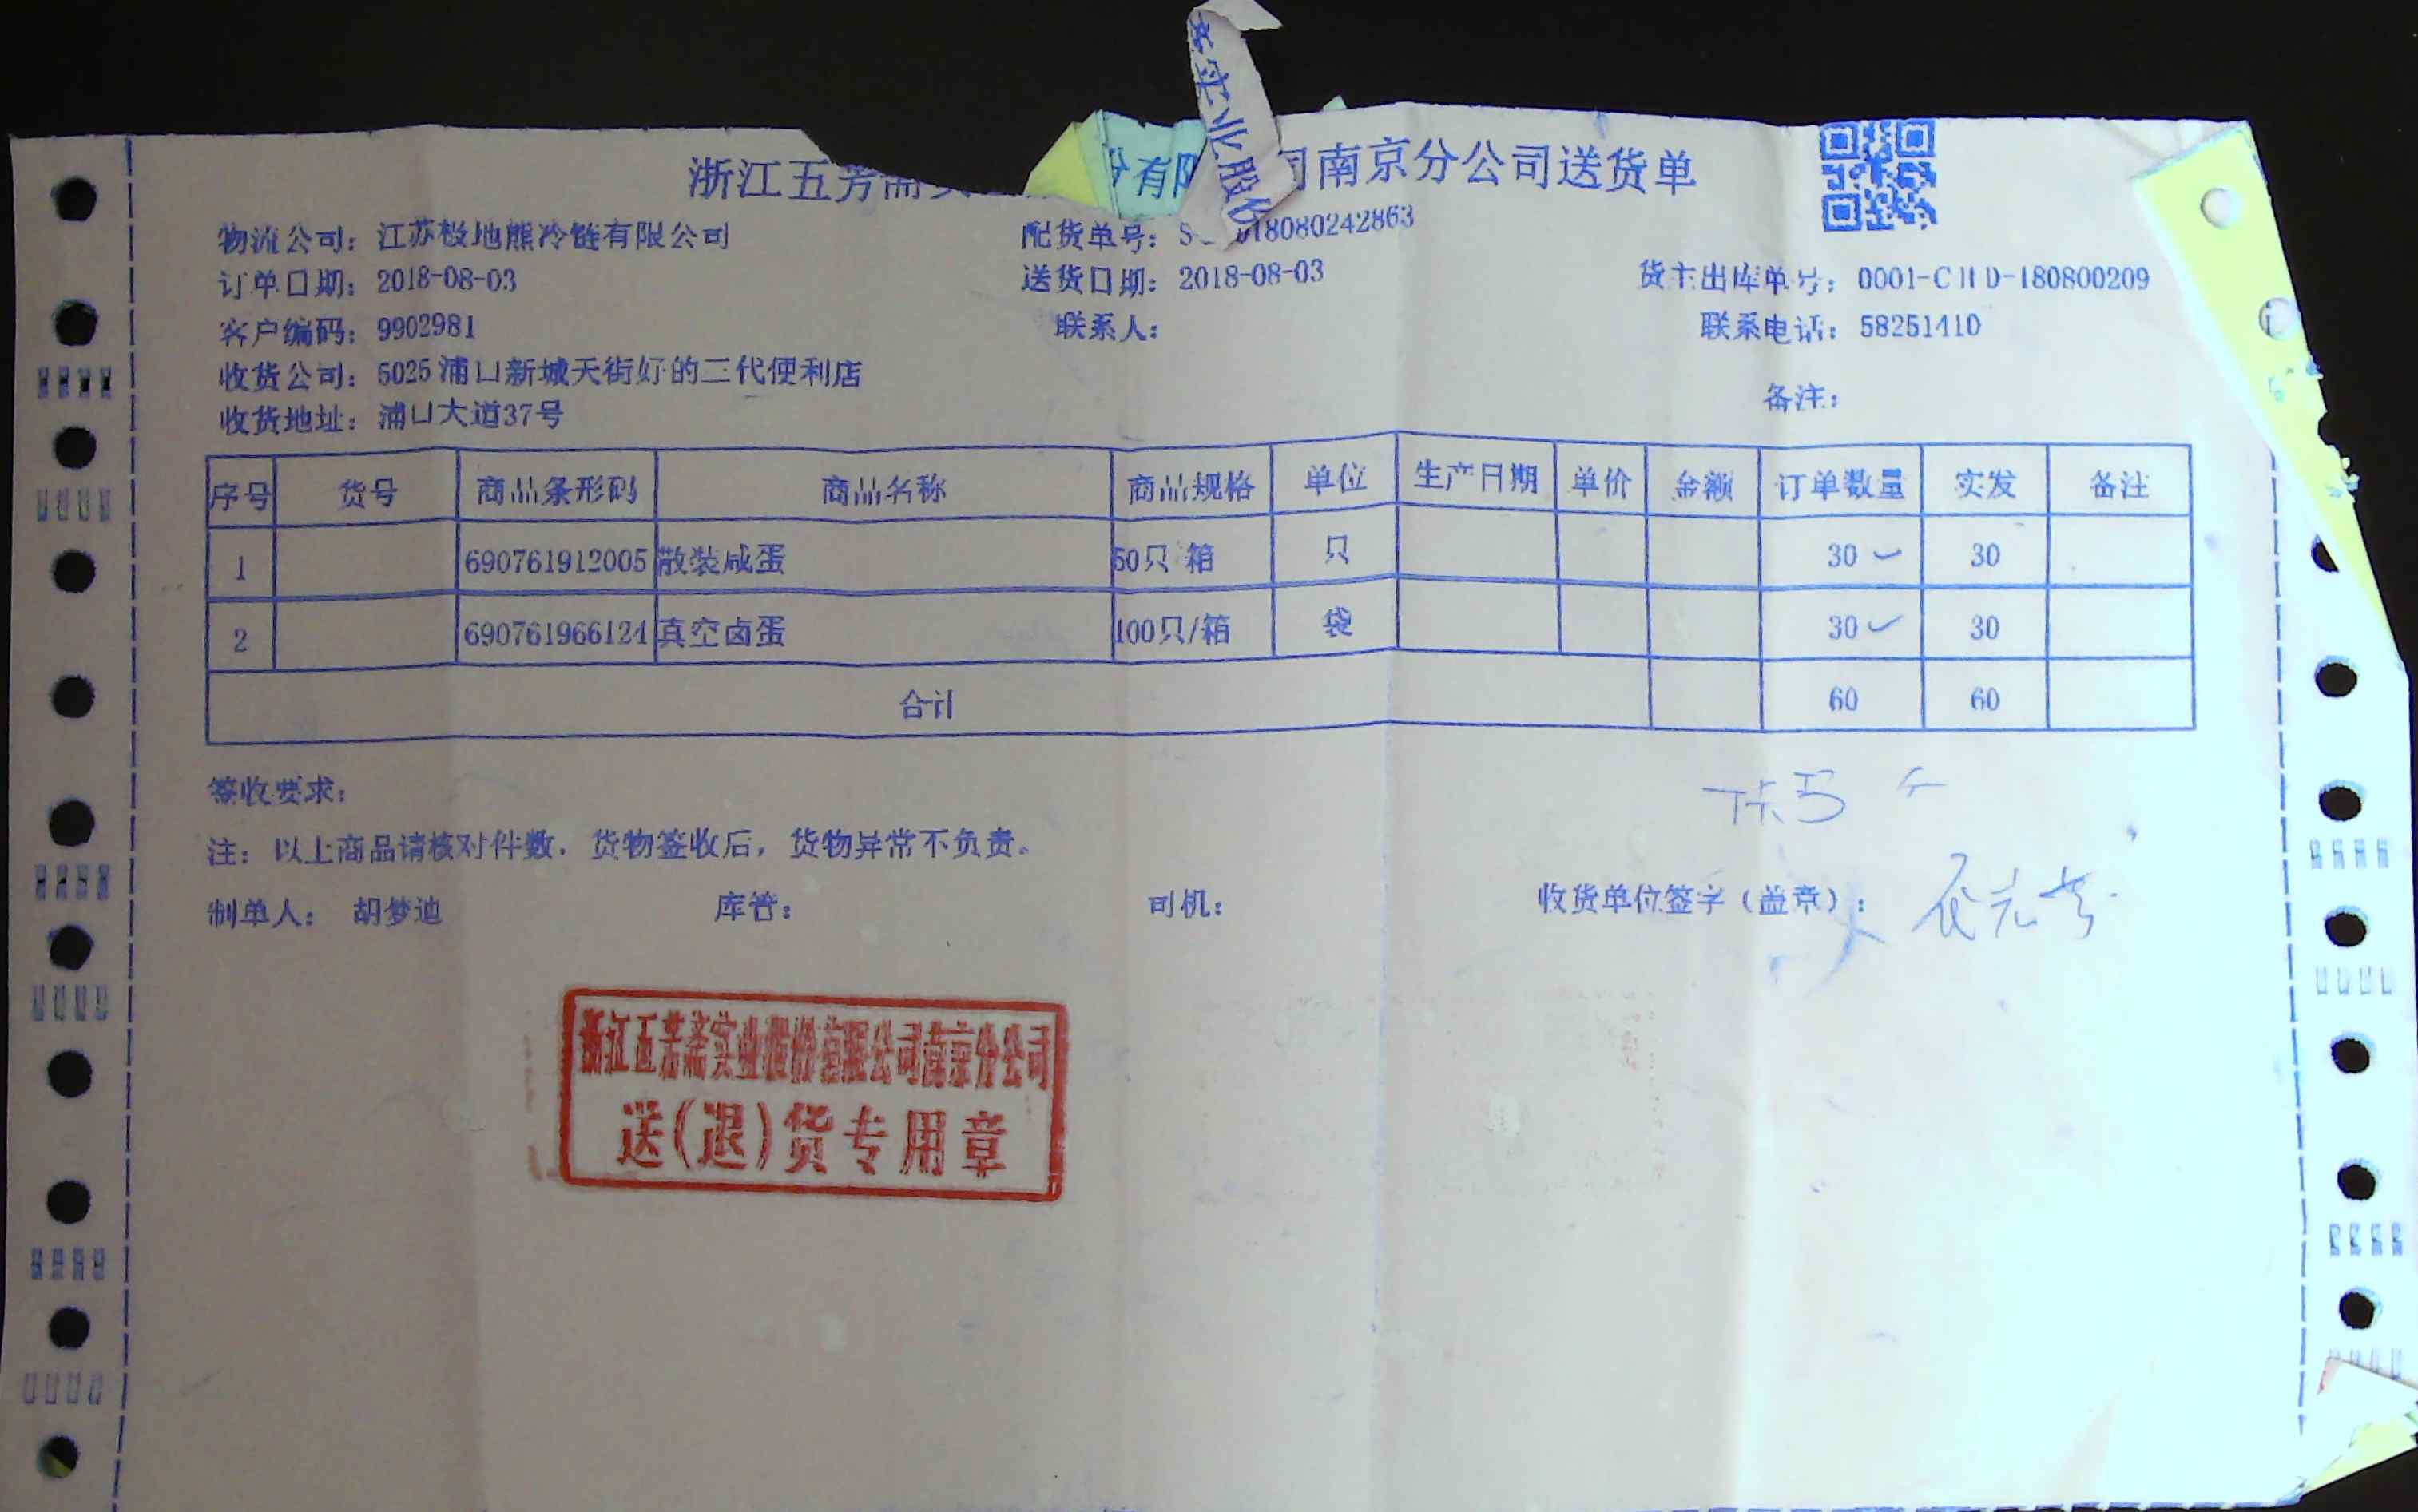 浙江五芳斋实 份有限 司南京分公司送货单
实业股份
物流公司：江苏极地熊冷链有限公司 配货单号：S 18080242863
订单日期：2018-08-03 送货日期：2018-08-03 货主出库单号：0001-CHD-180800209
客户编码：9902981 联系人： 联系电话：58251410
收货公司：5025浦口新城天街好的三代便利店
收货地址：浦口大道37号 备注：
序号 货号 商品条形码 商品名称 商品规格 单位 生产日期 单价 金额 订单数量 实发 备注
1 690761912005 散装咸蛋 50只 箱 只 30 30
2 690761966124 真空卤蛋 100只/箱 袋 30 30
合计 60 60
签收要求：
注：以上商品请核对件数，货物签收后，货物异常不负责。
制单人：胡梦迪 库管： 司机： 收货单位签字（盖章）：
浙江五芳斋实业股份有限公司南京分公司
送(退)货专用章